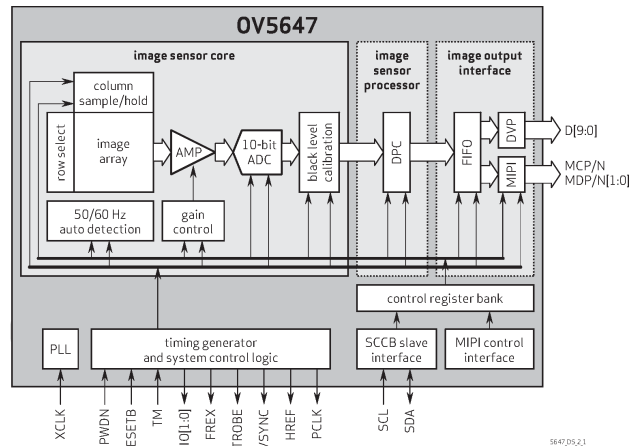 OV5647
image sensor core
image
sensor
processor
image output
interface
column
sample/hold
row select
image
array
AMP
10-bit
ADC
black level
calibration
DPC
FIFO
DVP
MIPI
D[9:0]
MCP/N
MDP/N[1:0]
50/60 Hz
auto detection
gain
control
control register bank
PLL
timing generator
and system control logic
SCCB slave
interface
MIPI control
interface
XCLK
PWDN
ESETB
TM
IO[1:0]
FREX
TROBE
/SYNC
HREF
PCLK
SCL
SDA
5647_DS_2_1